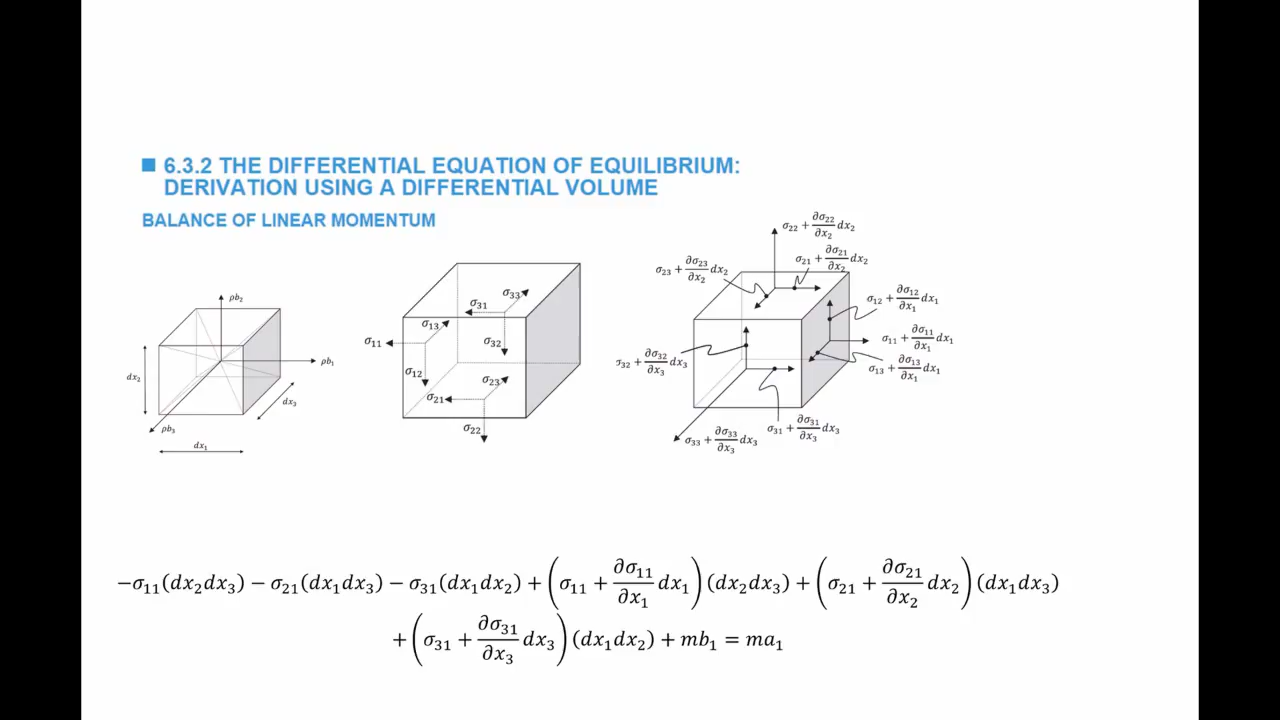 ■ 6.3.2 THE DIFFERENTIAL EQUATION OF EQUILIBRIUM:
DERIVATION USING A DIFFERENTIAL VOLUME
BALANCE OF LINEAR MOMENTUM
ρb₂
ρb₁
ρb₃
dx₂
dx₃
dx₁
σ₃₃
σ₃₁
σ₁₃
σ₁₁
σ₃₂
σ₁₂
σ₂₃
σ₂₁
σ₂₂
σ₂₂ + ∂σ₂₂/∂x₂ dx₂
σ₂₁ + ∂σ₂₁/∂x₂ dx₂
σ₂₃ + ∂σ₂₃/∂x₂ dx₂
σ₁₂ + ∂σ₁₂/∂x₁ dx₁
σ₁₁ + ∂σ₁₁/∂x₁ dx₁
σ₁₃ + ∂σ₁₃/∂x₁ dx₁
σ₃₂ + ∂σ₃₂/∂x₃ dx₃
σ₃₁ + ∂σ₃₁/∂x₃ dx₃
σ₃₃ + ∂σ₃₃/∂x₃ dx₃
−σ₁₁(dx₂dx₃) − σ₂₁(dx₁dx₃) − σ₃₁(dx₁dx₂) + (σ₁₁ + ∂σ₁₁/∂x₁ dx₁)(dx₂dx₃) + (σ₂₁ + ∂σ₂₁/∂x₂ dx₂)(dx₁dx₃)
+ (σ₃₁ + ∂σ₃₁/∂x₃ dx₃)(dx₁dx₂) + mb₁ = ma₁